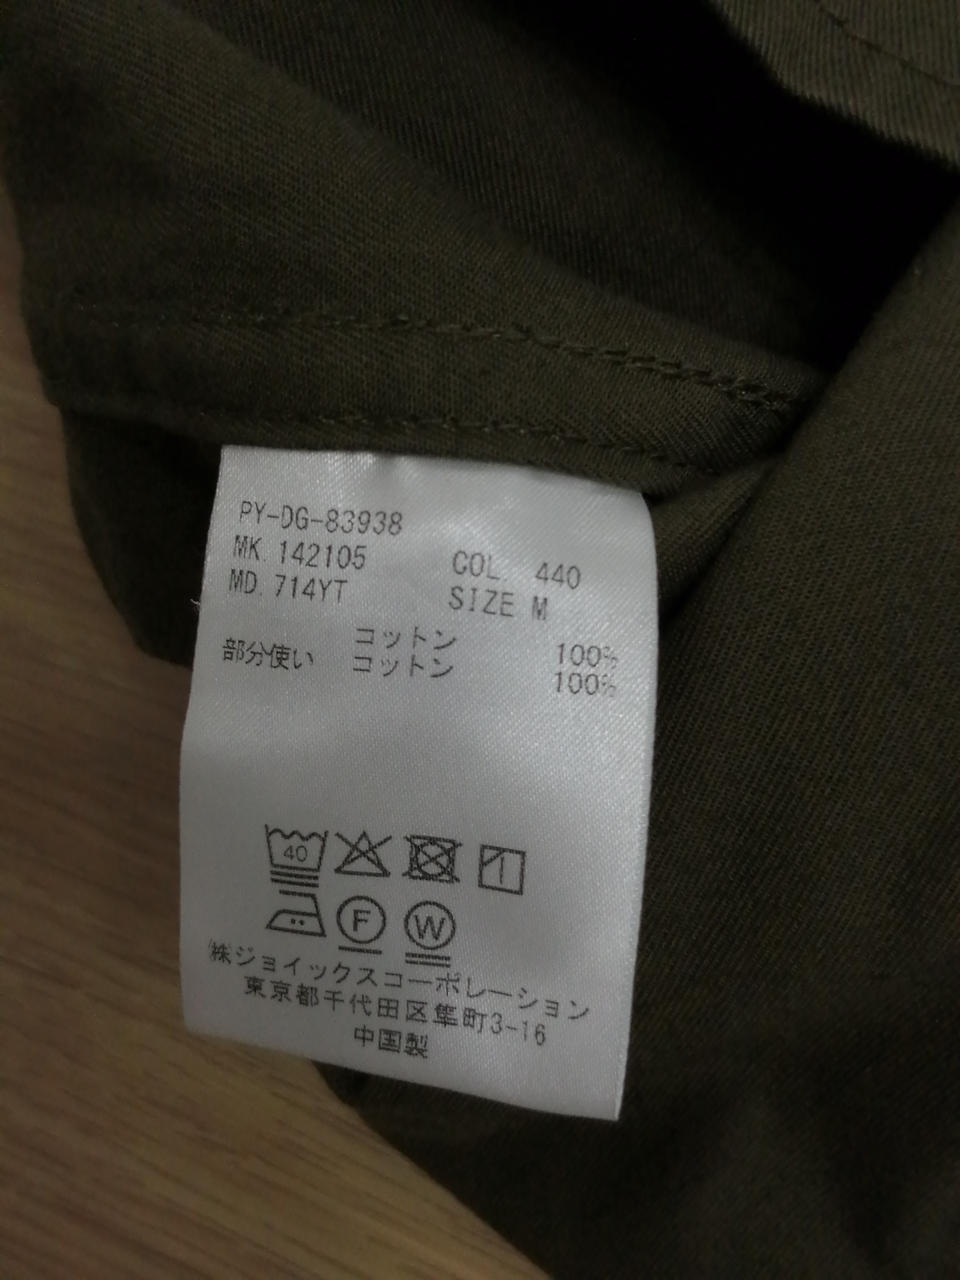 PY-DG-83938
MK. 142105 COL. 440
MD. 714YT SIZE M
コットン 100%
部分使い コットン 100%
40
F W
㈱ジョイックスコーポレーション
東京都千代田区隼町3-16
中国製